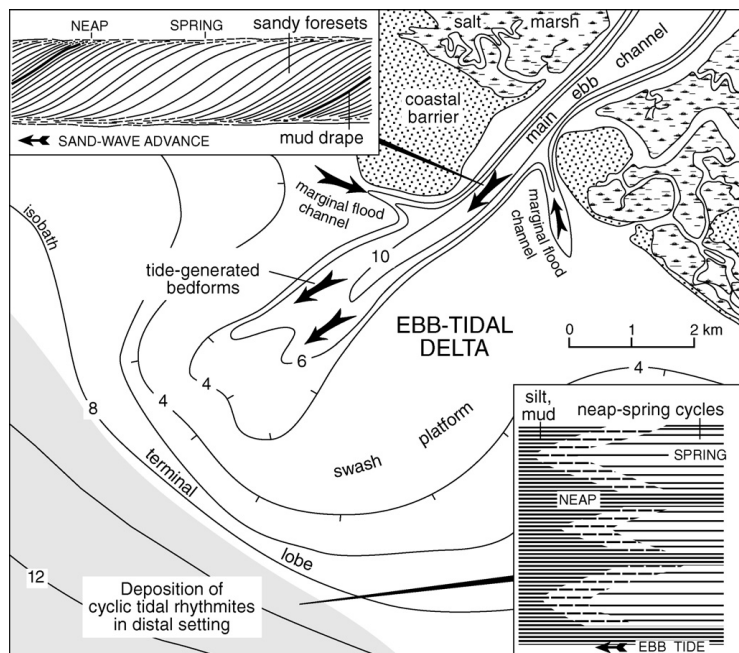 NEAP
SPRING
sandy foresets
mud drape
SAND-WAVE ADVANCE
salt marsh
coastal
barrier
main ebb channel
marginal flood
channel
marginal flood
channel
isobath
tide-generated
bedforms
10
6
4
4
8
12
EBB-TIDAL
DELTA
0 1 2 km
4
swash platform
terminal lobe
Deposition of
cyclic tidal rhythmites
in distal setting
silt,
mud
neap-spring cycles
SPRING
NEAP
EBB TIDE